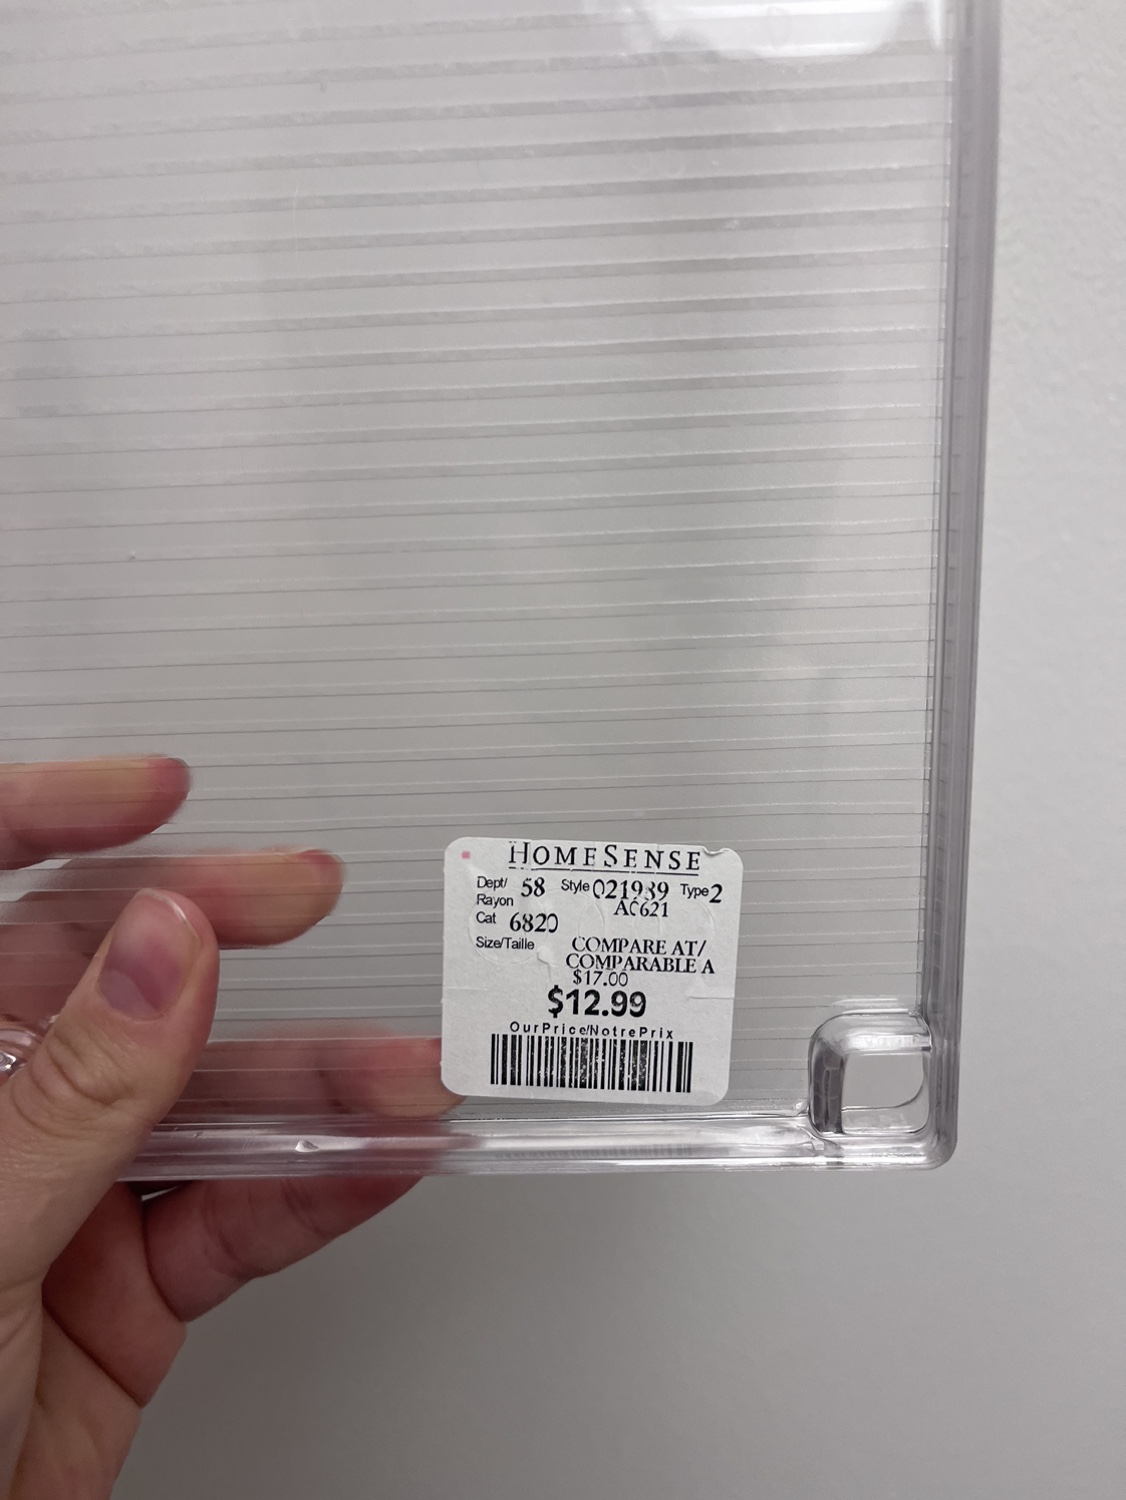 HOMESENSE
Dept/ 58 Style 021939 Type 2
Rayon AC621
Cat 6820
Size/Taille COMPARE AT/
COMPARABLE A
$17.00
$12.99
OurPrice/NotrePrix